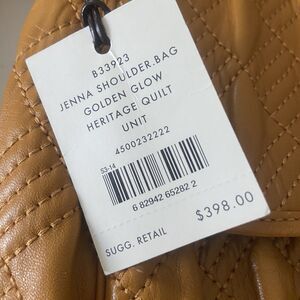 B33923
JENNA SHOULDER.BAG
GOLDEN GLOW
HERITAGE QUILT
UNIT
4500232222
53-14
6 82942 65282 2
SUGG. RETAIL
$398.00